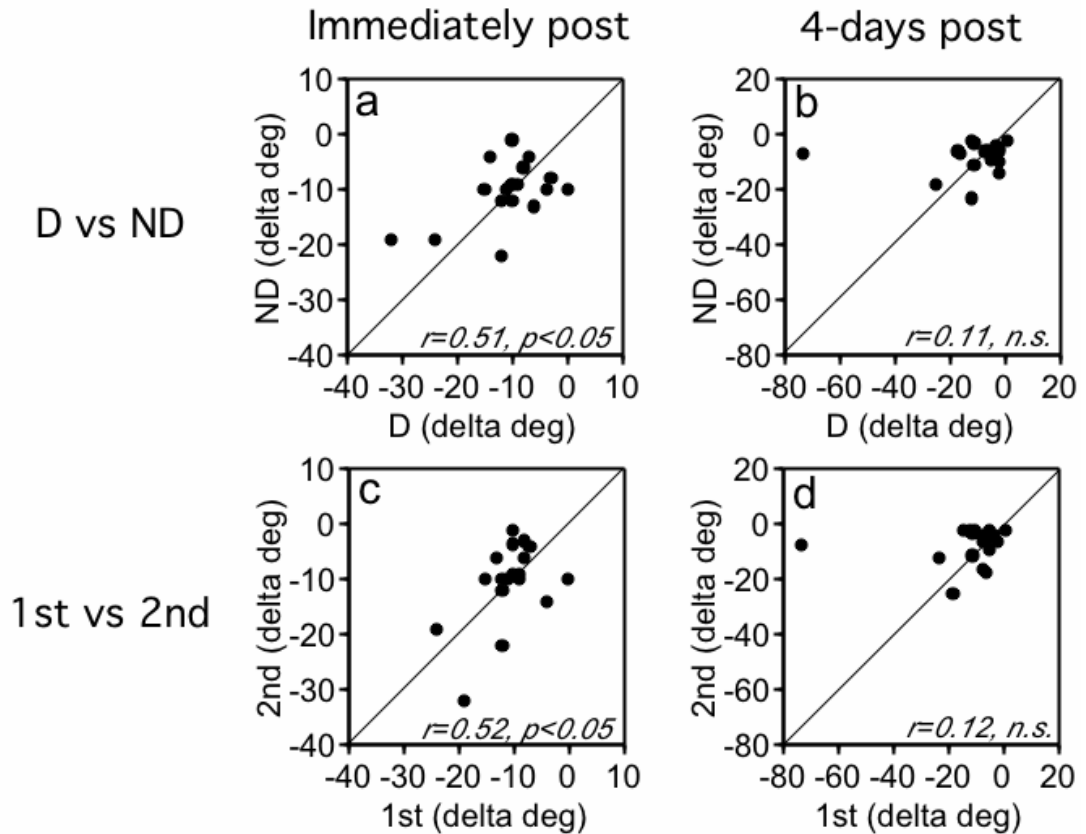 Immediately post
4-days post
D vs ND
a
ND (delta deg)
10
0
-10
-20
-30
-40
r=0.51, p<0.05
-40 -30 -20 -10 0 10
D (delta deg)
b
ND (delta deg)
20
0
-20
-40
-60
-80
r=0.11, n.s.
-80 -60 -40 -20 0 20
D (delta deg)
1st vs 2nd
c
2nd (delta deg)
10
0
-10
-20
-30
-40
r=0.52, p<0.05
-40 -30 -20 -10 0 10
1st (delta deg)
d
2nd (delta deg)
20
0
-20
-40
-60
-80
r=0.12, n.s.
-80 -60 -40 -20 0 20
1st (delta deg)